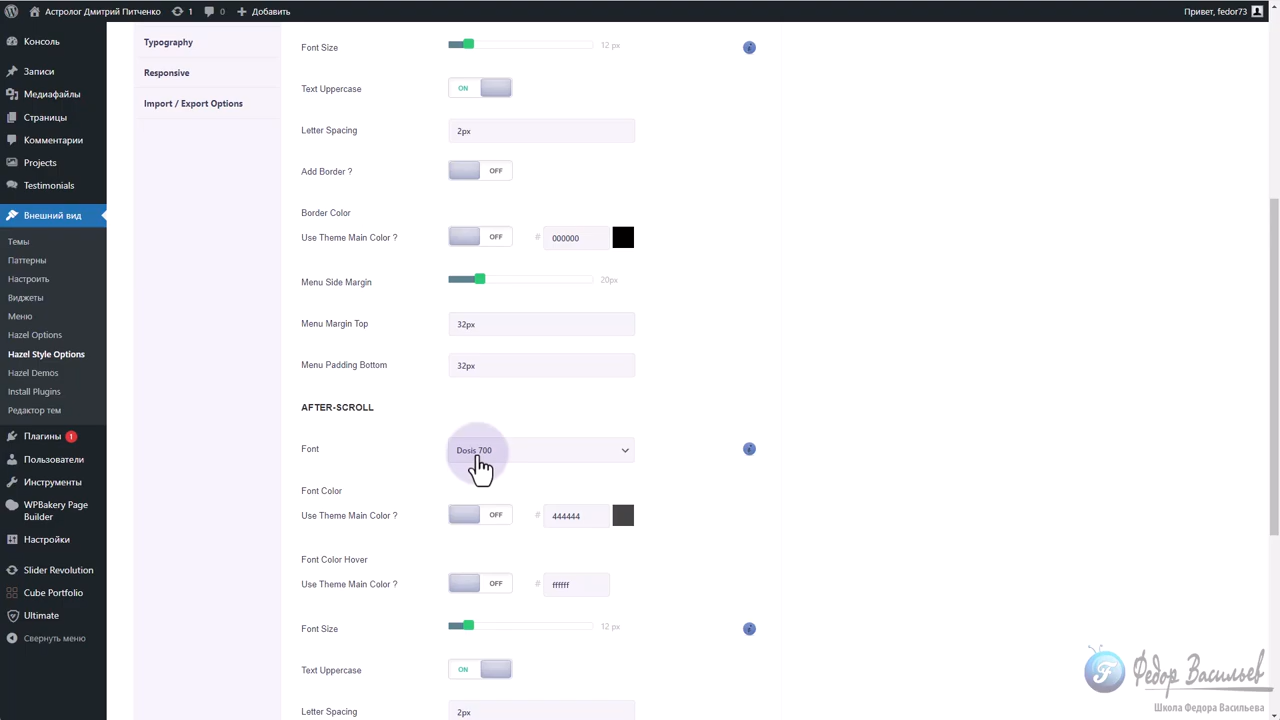 Агродом Дмитрий Питиненко 1 0 Добавить Привет, fedor73
Консоль
Записи
Медиафайлы
Страницы
Комментарии
Projects
Testimonials
Внешний вид
Темы
Паттерны
Настроить
Виджеты
Меню
Hazel Options
Hazel Style Options
Hazel Demos
Install Plugins
Редактор тем
Плагины 1
Пользователи
Инструменты
WPBakery Page
Builder
Настройки
Slider Revolution
Cube Portfolio
Ultimate
Свернуть меню
Typography
Responsive
Import / Export Options
Font Size 12 px
Text Uppercase ON
Letter Spacing 2px
Add Border ? OFF
Border Color
Use Theme Main Color ? OFF # 000000
Menu Side Margin 20px
Menu Margin Top 32px
Menu Padding Bottom 32px
AFTER-SCROLL
Font Dosis 700
Font Color
Use Theme Main Color ? OFF # 444444
Font Color Hover
Use Theme Main Color ? OFF # ffffff
Font Size 12 px
Text Uppercase ON
Letter Spacing 2px
Федор Васильев
Школа Федора Васильева